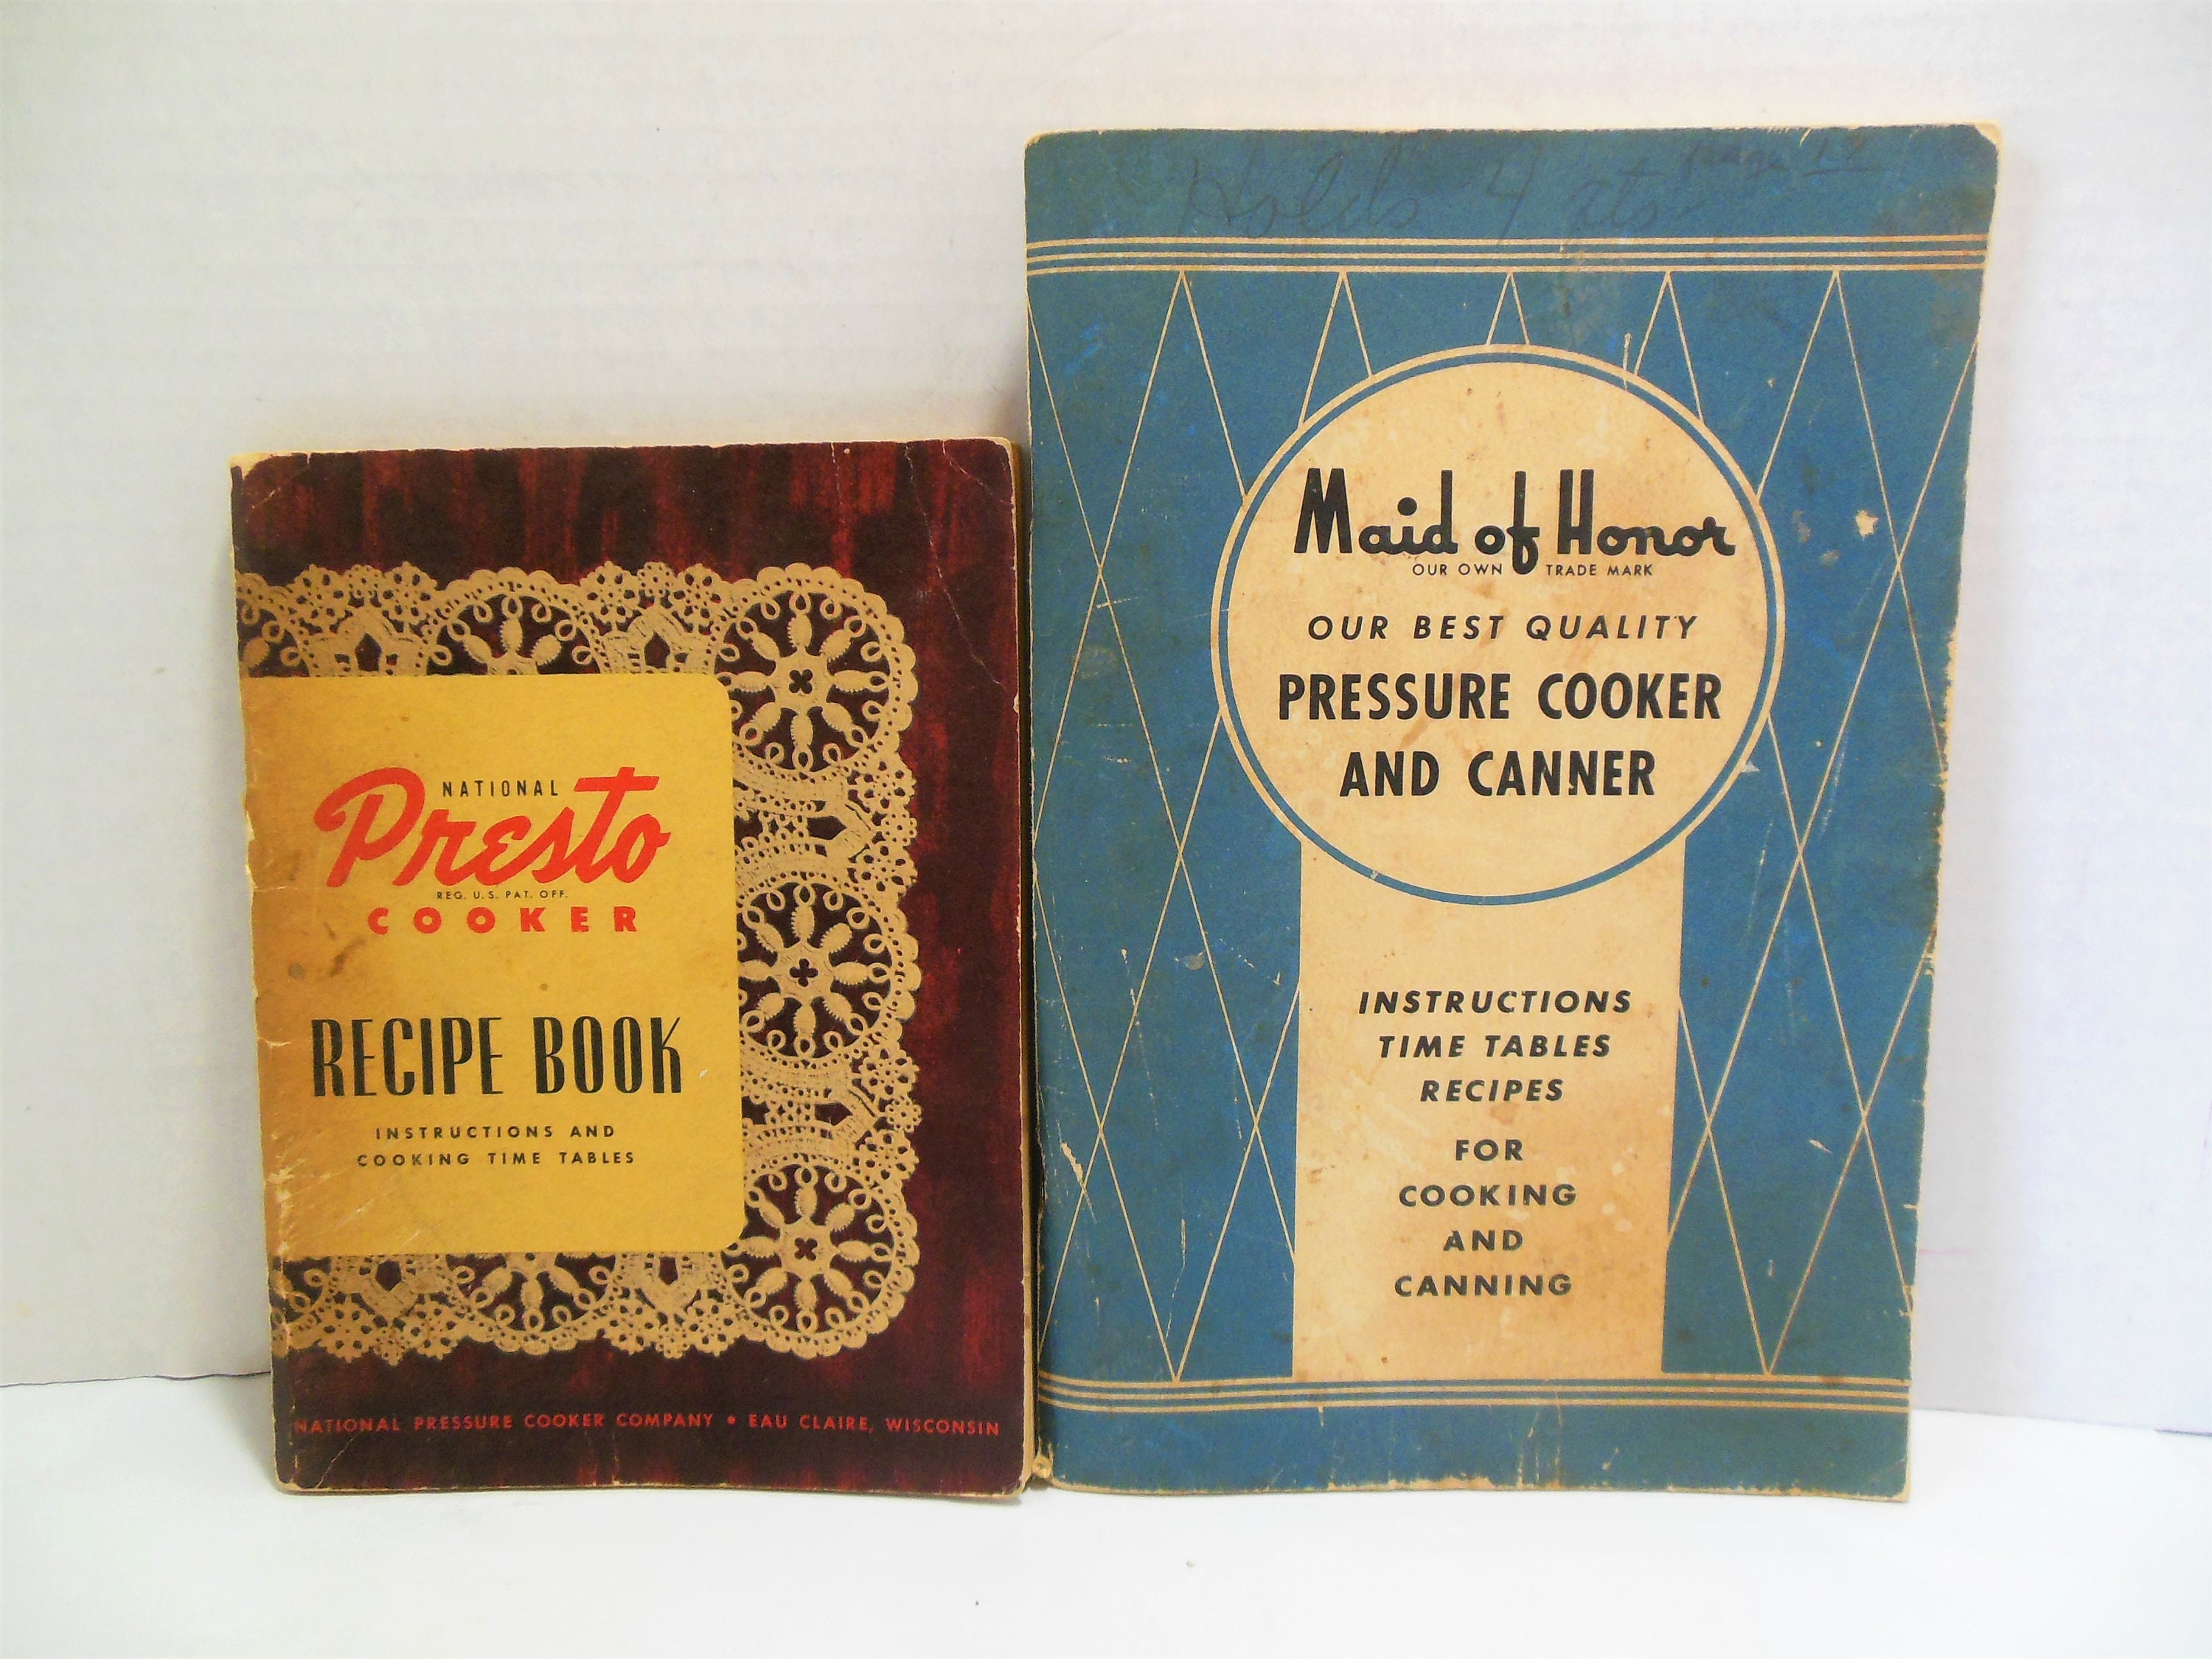 NATIONAL
Presto
REG. U.S. PAT. OFF.
COOKER
RECIPE BOOK
INSTRUCTIONS AND
COOKING TIME TABLES
NATIONAL PRESSURE COOKER COMPANY • EAU CLAIRE, WISCONSIN
Holds 4 qts page 17
Maid of Honor
OUR OWN TRADE MARK
OUR BEST QUALITY
PRESSURE COOKER
AND CANNER
INSTRUCTIONS
TIME TABLES
RECIPES
FOR
COOKING
AND
CANNING